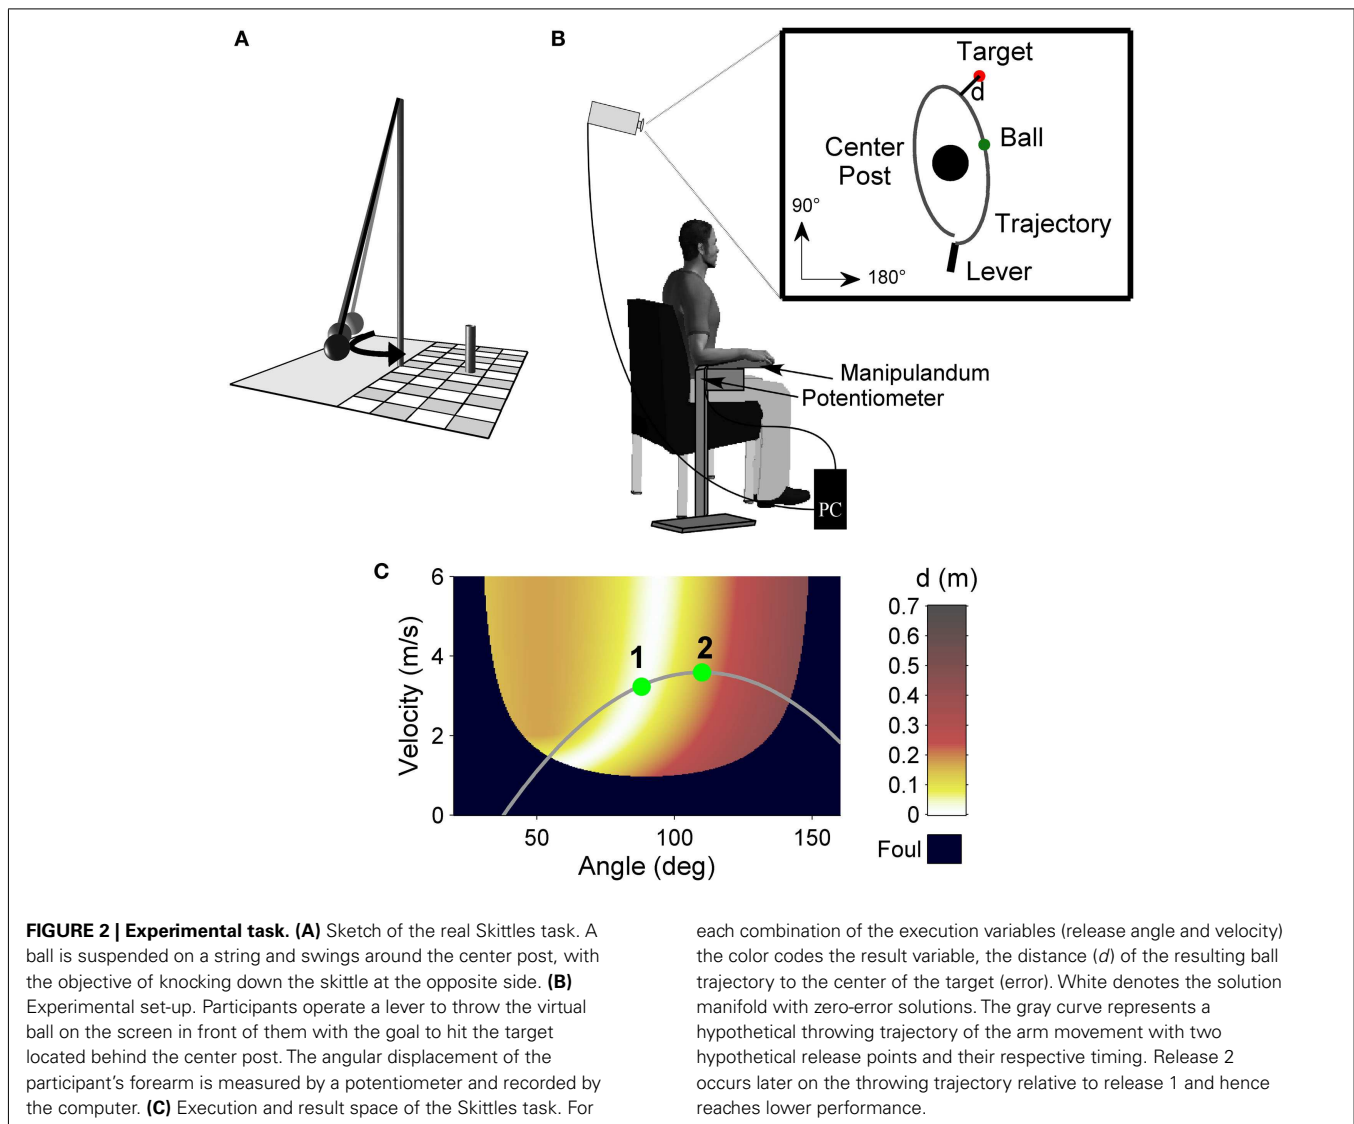 A
B
Target
d
Ball
Center
Post
90°
Trajectory
180°
Lever
Manipulandum
Potentiometer
PC
C
d (m)
6
4
2
0
Velocity (m/s)
1
2
50
100
150
Angle (deg)
0.7
0.6
0.5
0.4
0.3
0.2
0.1
0
Foul
FIGURE 2 | Experimental task. (A) Sketch of the real Skittles task. A
ball is suspended on a string and swings around the center post, with
the objective of knocking down the skittle at the opposite side. (B)
Experimental set-up. Participants operate a lever to throw the virtual
ball on the screen in front of them with the goal to hit the target
located behind the center post. The angular displacement of the
participant's forearm is measured by a potentiometer and recorded by
the computer. (C) Execution and result space of the Skittles task. For
each combination of the execution variables (release angle and velocity)
the color codes the result variable, the distance (d) of the resulting ball
trajectory to the center of the target (error). White denotes the solution
manifold with zero-error solutions. The gray curve represents a
hypothetical throwing trajectory of the arm movement with two
hypothetical release points and their respective timing. Release 2
occurs later on the throwing trajectory relative to release 1 and hence
reaches lower performance.